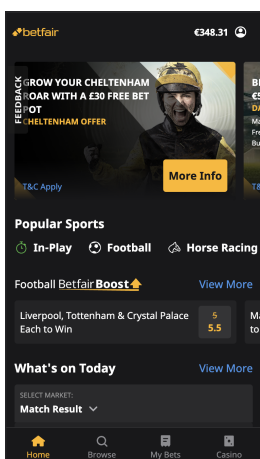 betfair
€348.31
FEEDBACK
GROW YOUR CHELTENHAM
ROAR WITH A £30 FREE BET
POT
CHELTENHAM OFFER
More Info
T&C Apply
Popular Sports
In-Play
Football
Horse Racing
Football Betfair Boost
View More
Liverpool, Tottenham & Crystal Palace
Each to Win
5
5.5
What's on Today
View More
SELECT MARKET:
Match Result
Home
Browse
My Bets
Casino